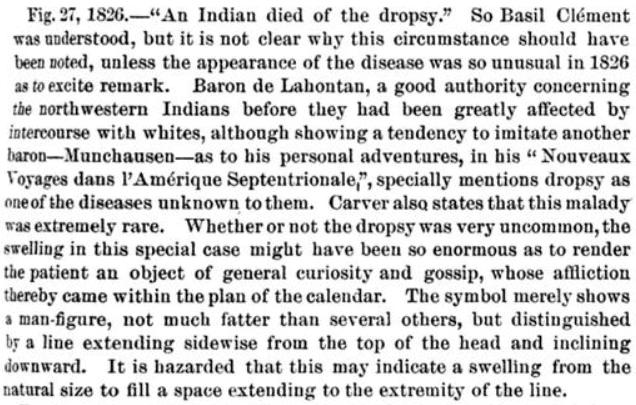 Fig. 27, 1826.—“An Indian died of the dropsy.” So Basil Clément
was understood, but it is not clear why this circumstance should have
been noted, unless the appearance of the disease was so unusual in 1826
as to excite remark. Baron de Lahontan, a good authority concerning
the northwestern Indians before they had been greatly affected by
intercourse with whites, although showing a tendency to imitate another
baron—Munchausen—as to his personal adventures, in his “Nouveaux
Voyages dans l’Amérique Septentrionale,”, specially mentions dropsy as
one of the diseases unknown to them. Carver also states that this malady
was extremely rare. Whether or not the dropsy was very uncommon, the
swelling in this special case might have been so enormous as to render
the patient an object of general curiosity and gossip, whose affliction
thereby came within the plan of the calendar. The symbol merely shows
a man-figure, not much fatter than several others, but distinguished
by a line extending sidewise from the top of the head and inclining
downward. It is hazarded that this may indicate a swelling from the
natural size to fill a space extending to the extremity of the line.